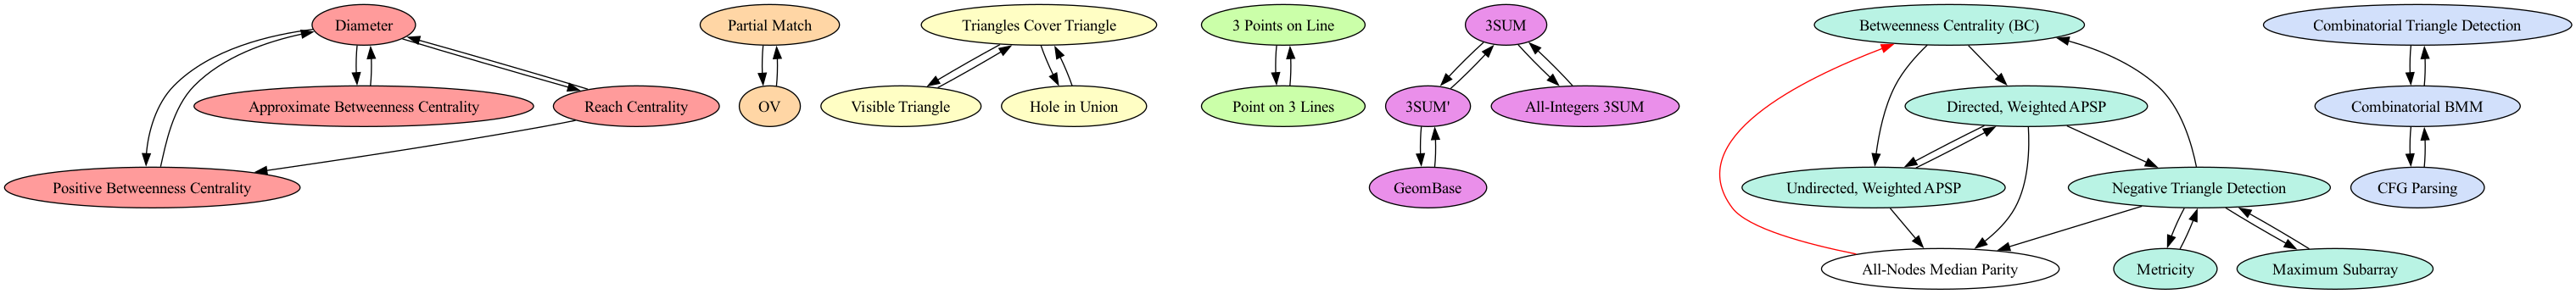 Diameter
Partial Match
Triangles Cover Triangle
3 Points on Line
3SUM
Betweenness Centrality (BC)
Combinatorial Triangle Detection
Approximate Betweenness Centrality
Reach Centrality
OV
Visible Triangle
Hole in Union
Point on 3 Lines
3SUM'
All-Integers 3SUM
Directed, Weighted APSP
Combinatorial BMM
Positive Betweenness Centrality
GeomBase
Undirected, Weighted APSP
Negative Triangle Detection
CFG Parsing
All-Nodes Median Parity
Metricity
Maximum Subarray